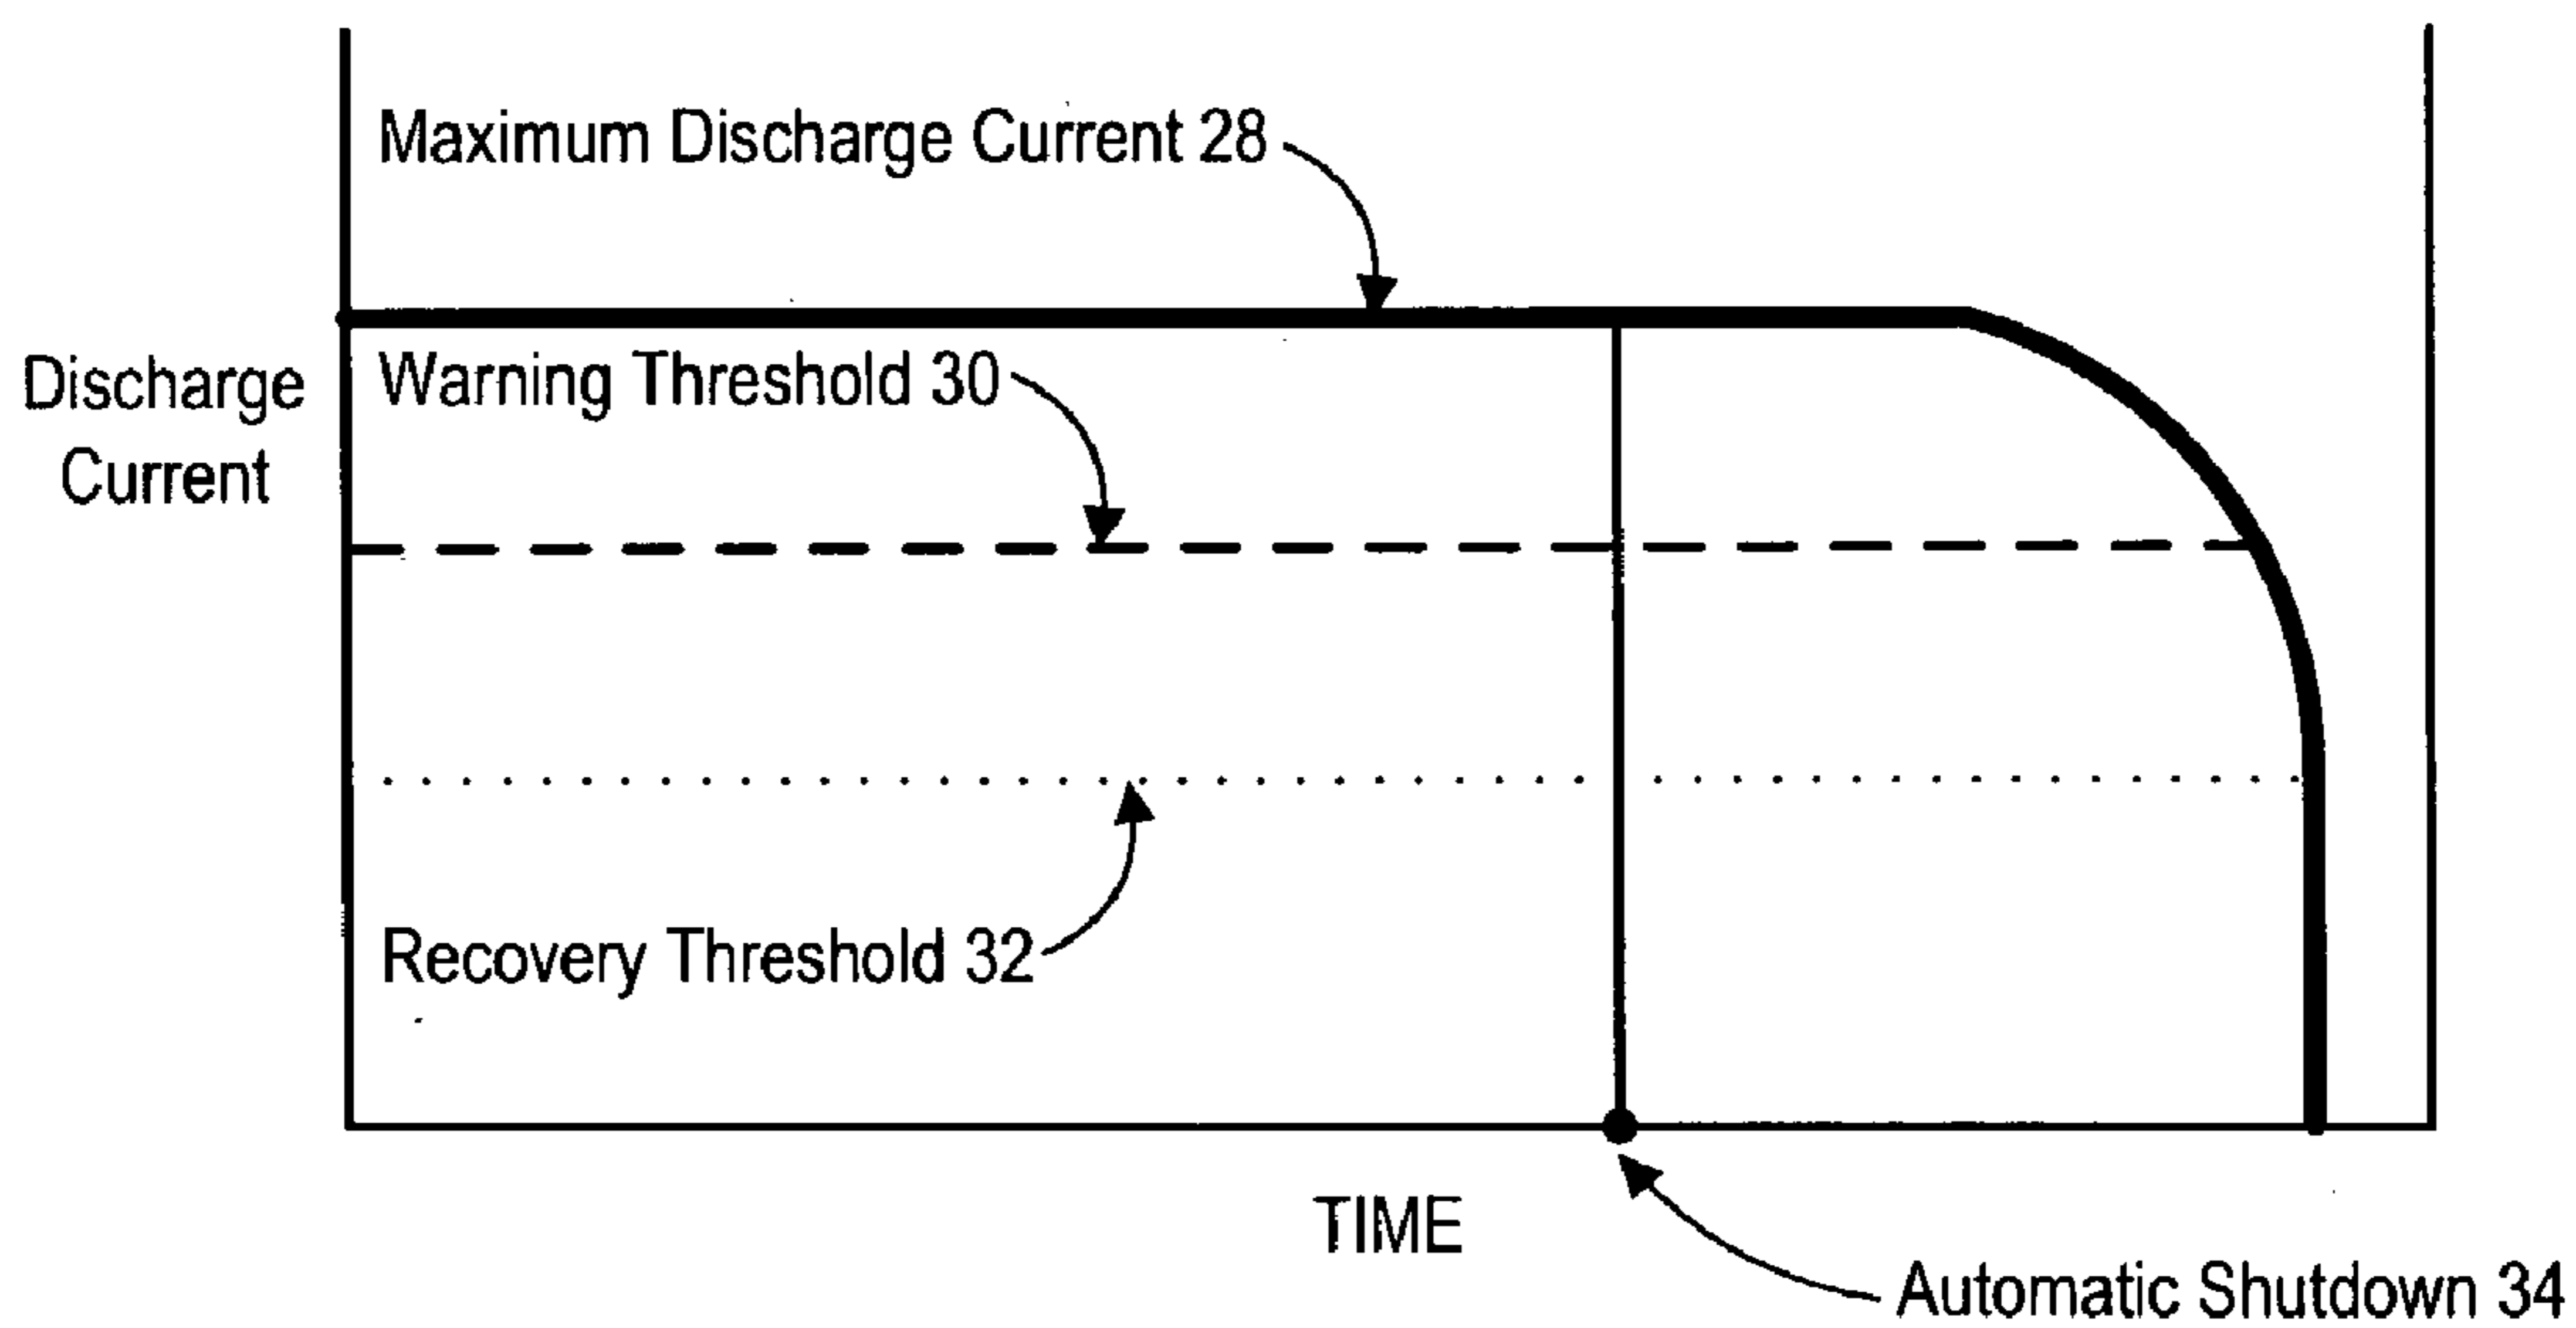 Maximum Discharge Current 28
Discharge
Current
Warning Threshold 30
Recovery Threshold 32
TIME
Automatic Shutdown 34